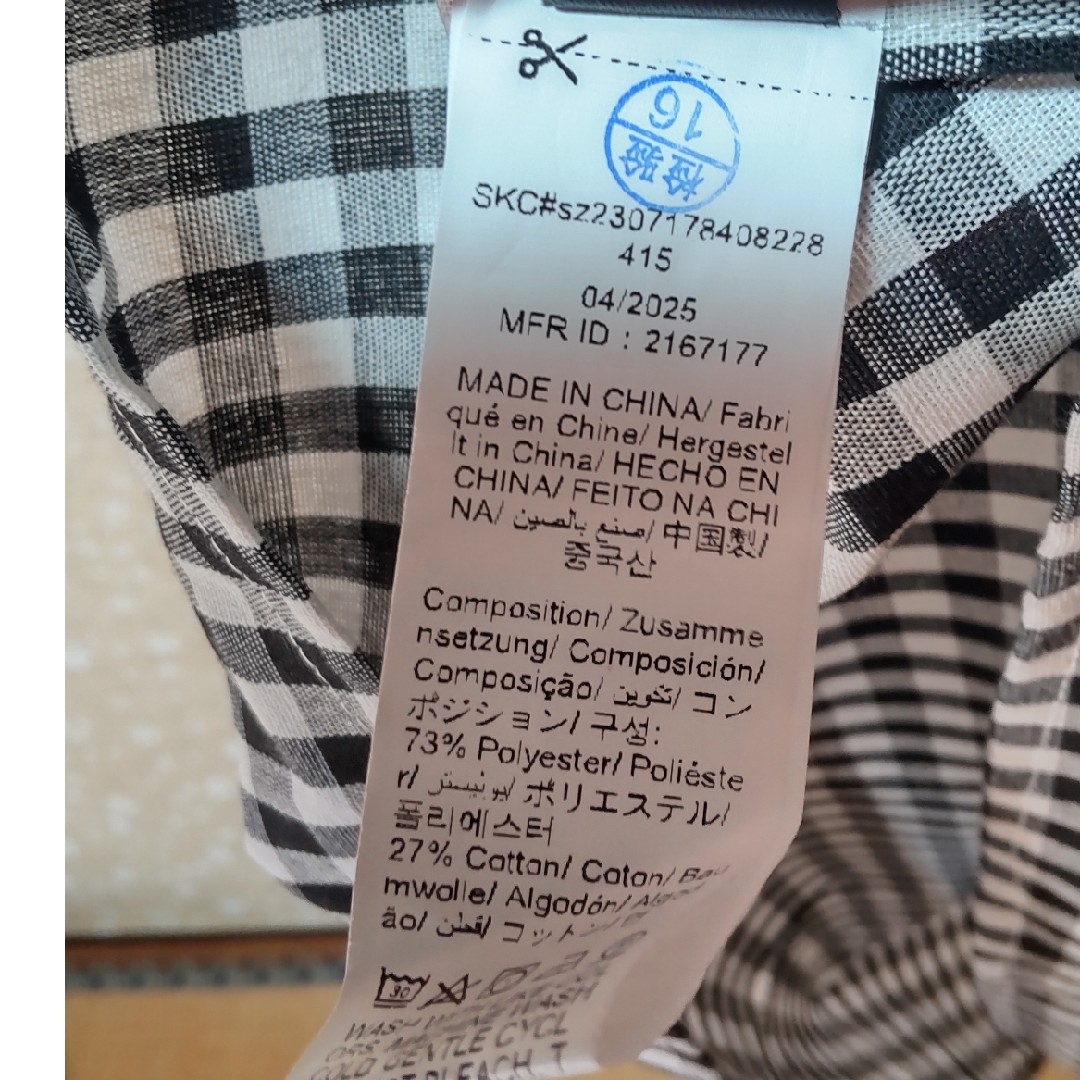 16
检验
SKC#sz2307178408228
415
04/2025
MFR ID : 2167177
MADE IN CHINA/ Fabri
qué en Chine/ Hergestel
lt in China/ HECHO EN
CHINA/ FEITO NA CHI
NA/ صنع بالصين/ 中国製/
중국산
Composition/ Zusamme
nsetzung/ Composición/
Composição/ تكوين/ コン
ポジション/ 구성:
73% Polyester/ Poliéste
r/ بوليستر/ ポリエステル/
폴리에스터
27% Cotton/ Coton/ Bau
mwolle/ Algodón/
ão/ قطن/ コットン/
30
WASH
COLD GENTLE CYCL
BLEACH, T